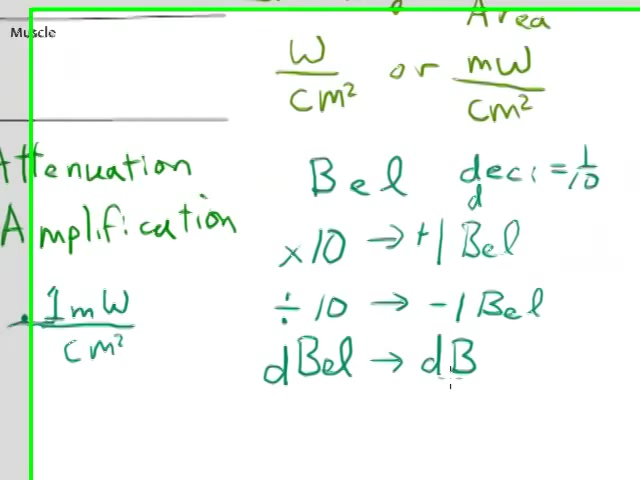 Area
Muscle
W/cm² or mW/cm²
Attenuation
Bel deci = 1/10
d
Amplification
×10 → +1 Bel
.1mW/cm²
÷10 → -1 Bel
dBel → dB